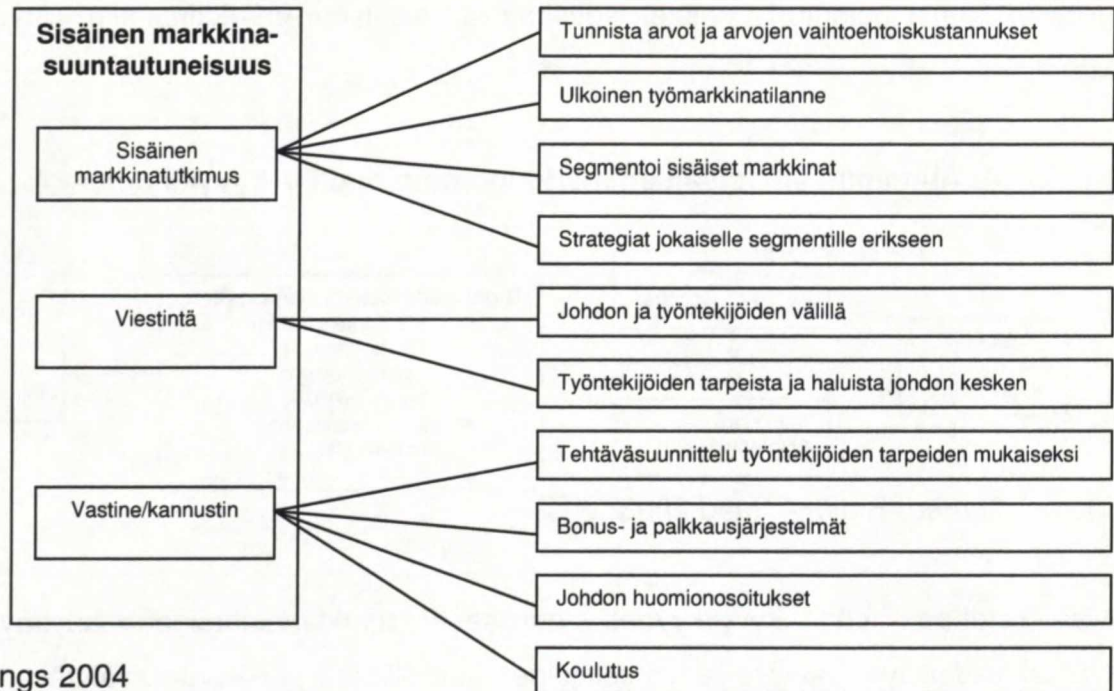 Sisäinen markkina-
suuntautuneisuus
Sisäinen
markkinatutkimus
Tunnista arvot ja arvojen vaihtoehtoiskustannukset
Ulkoinen työmarkkinatilanne
Segmentoi sisäiset markkinat
Strategiat jokaiselle segmentille erikseen
Viestintä
Johdon ja työntekijöiden välillä
Työntekijöiden tarpeista ja haluista johdon kesken
Vastine/kannustin
Tehtäväsuunnittelu työntekijöiden tarpeiden mukaiseksi
Bonus- ja palkkausjärjestelmät
Johdon huomionosoitukset
Koulutus
ngs 2004